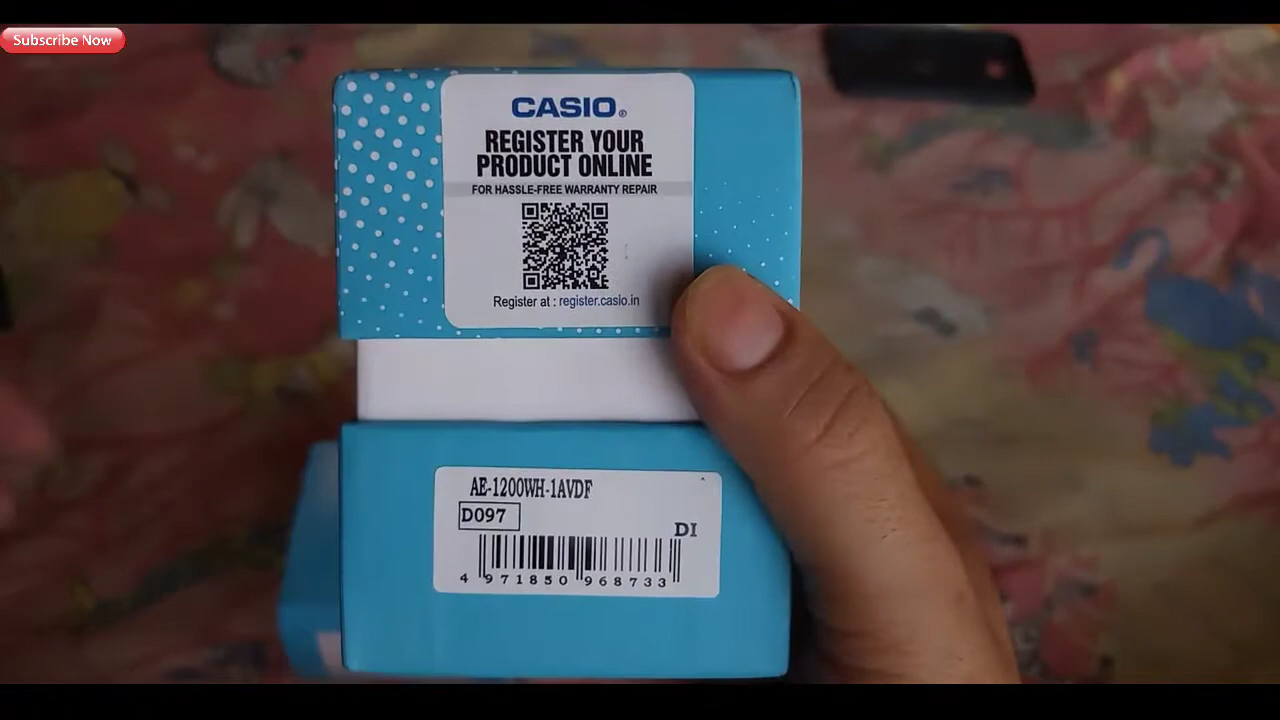 Subscribe Now
CASIO®
REGISTER YOUR
PRODUCT ONLINE
FOR HASSLE-FREE WARRANTY REPAIR
Register at : register.casio.in
AE-1200WH-1AVDF
D097
DI
4 971850 968733